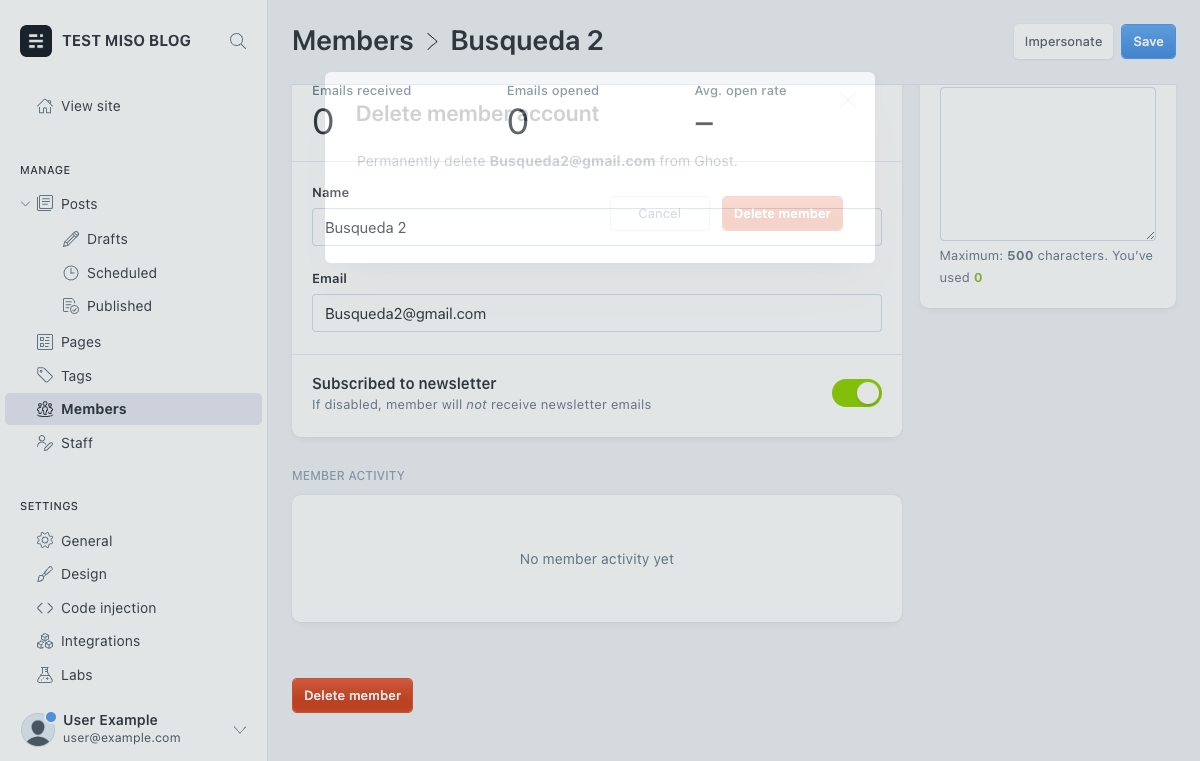 TEST MISO BLOG
View site
MANAGE
Posts
Drafts
Scheduled
Published
Pages
Tags
Members
Staff
SETTINGS
General
Design
Code injection
Integrations
Labs
User Example
user@example.com
Members > Busqueda 2
Impersonate
Save
Emails received
Emails opened
Avg. open rate
0
0
–
Delete member account
Permanently delete Busqueda2@gmail.com from Ghost.
Cancel
Delete member
Name
Busqueda 2
Email
Busqueda2@gmail.com
Subscribed to newsletter
If disabled, member will not receive newsletter emails
MEMBER ACTIVITY
No member activity yet
Delete member
Maximum: 500 characters. You’ve
used 0